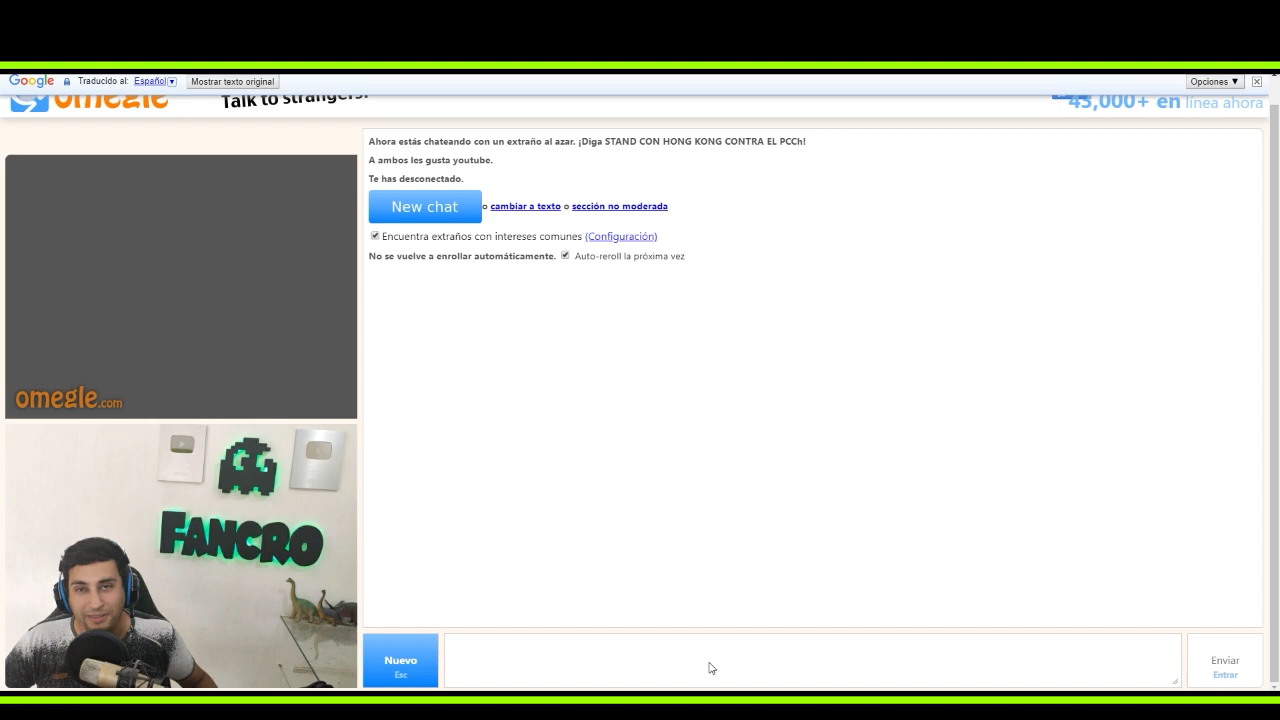 Google Traducido al: Español Mostrar texto original Opciones ▼
omegle Talk to strangers! 43,000+ en línea ahora
Ahora estás chateando con un extraño al azar. ¡Diga STAND CON HONG KONG CONTRA EL PCCh!
A ambos les gusta youtube.
Te has desconectado.
New chat o cambiar a texto o sección no moderada
Encuentra extraños con intereses comunes (Configuración)
No se vuelve a enrollar automáticamente. Auto-reroll la próxima vez
omegle.com
FANCRO
Nuevo
Esc
Enviar
Entrar